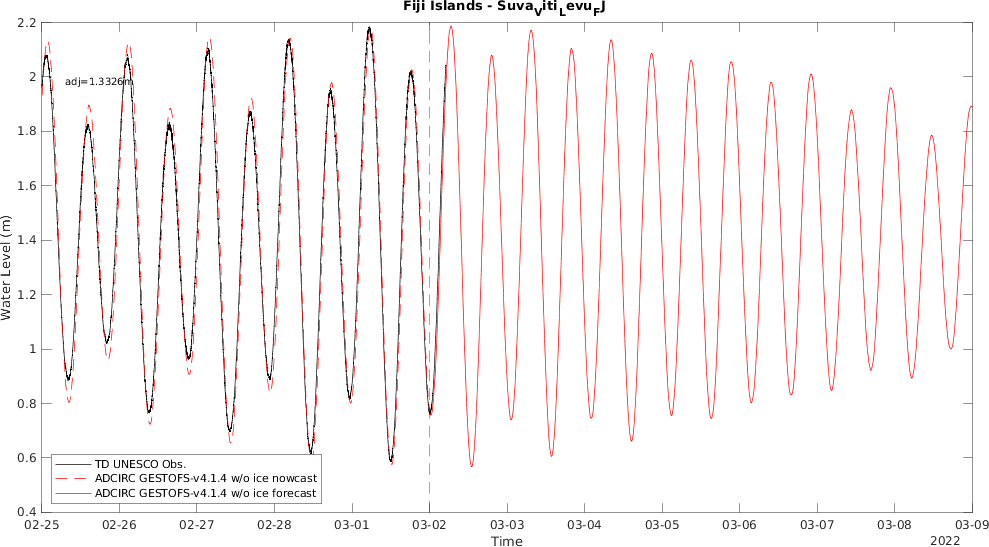 Fiji Islands - Suva_Viti_Levu_FJ
2.2
2
1.8
1.6
1.4
1.2
1
0.8
0.6
0.4
Water Level (m)
adj=1.3326m
TD UNESCO Obs.
ADCIRC GESTOFS-v4.1.4 w/o ice nowcast
ADCIRC GESTOFS-v4.1.4 w/o ice forecast
02-25 02-26 02-27 02-28 03-01 03-02 03-03 03-04 03-05 03-06 03-07 03-08 03-09
Time
2022